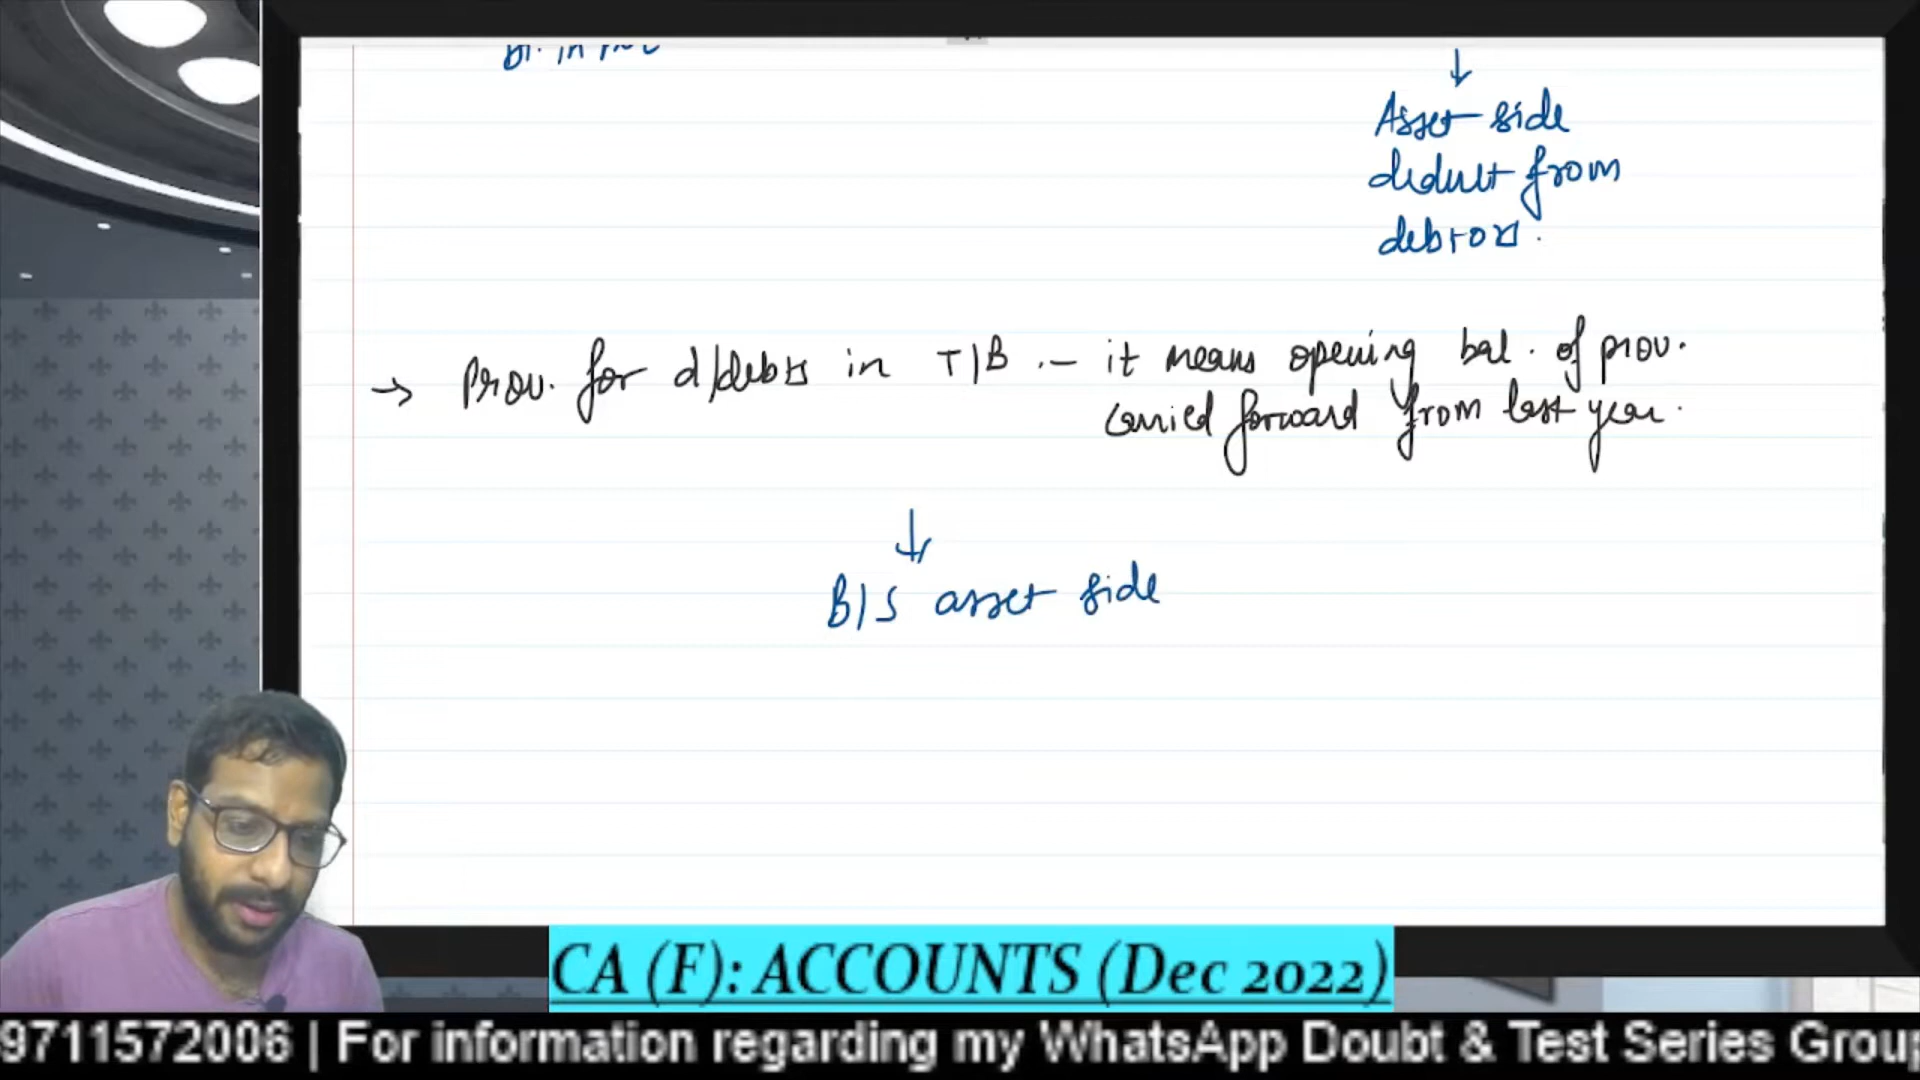 Asset side
deduct from
debtors.
→ Prov. for d/debts in T/B. — it means opening bal. of prov.
carried forward from last year.
B/S asset side
CA (F): ACCOUNTS (Dec 2022)
9711572006 | For information regarding my WhatsApp Doubt & Test Series Group